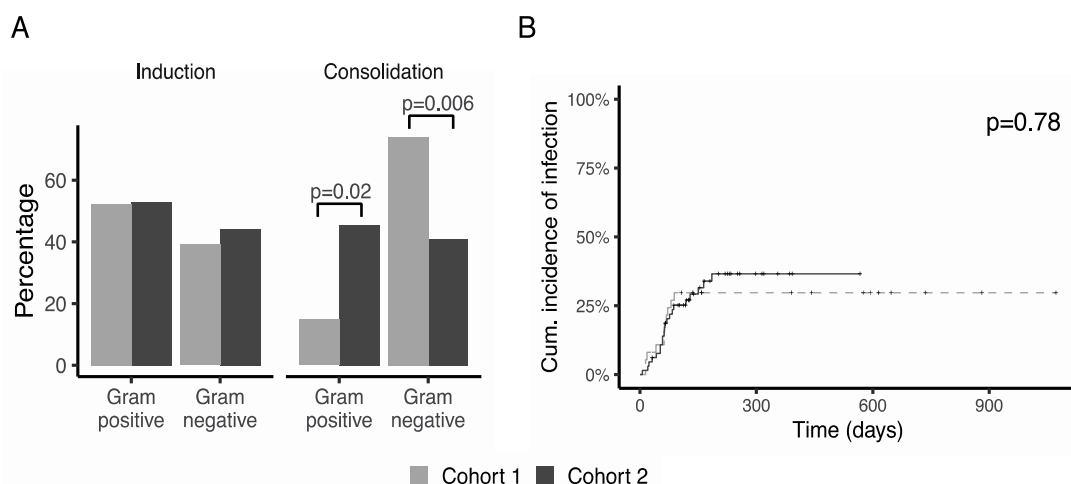 A
Induction
Consolidation
p=0.006
p=0.02
Percentage
60
40
20
0
Gram
positive
Gram
negative
Gram
positive
Gram
negative
B
p=0.78
Cum. incidence of infection
100%
75%
50%
25%
0%
0
300
600
900
Time (days)
Cohort 1
Cohort 2